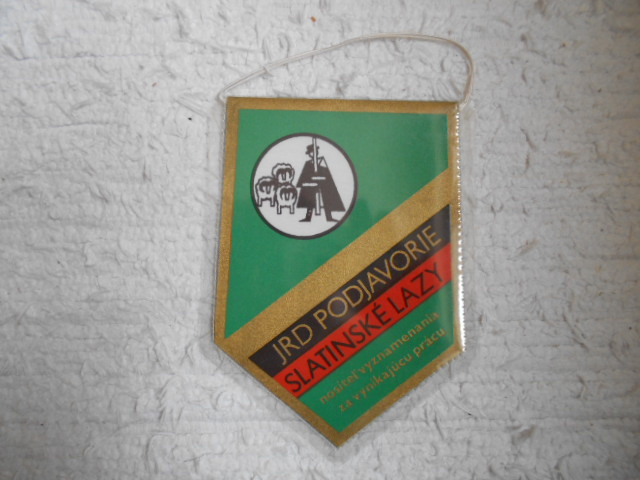 JRD PODJAVORIE
SLATINSKÉ LAZY
nositeľ vyznamenania
za vynikajúcu prácu